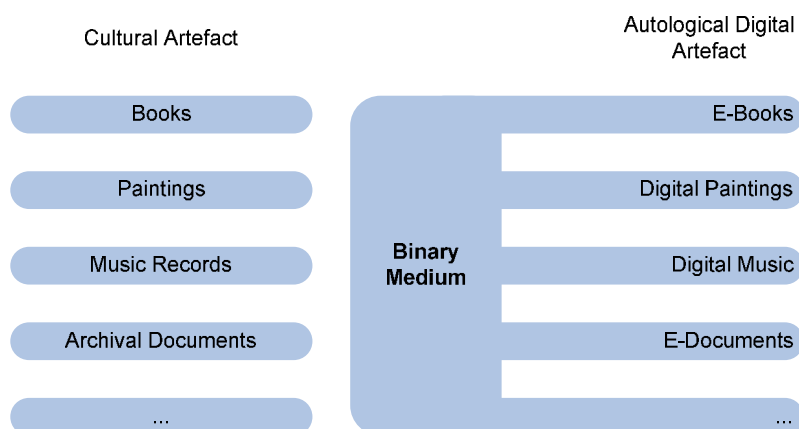 Cultural Artefact
Autological Digital
Artefact
Books
E-Books
Paintings
Digital Paintings
Binary
Medium
Music Records
Digital Music
Archival Documents
E-Documents
...
...